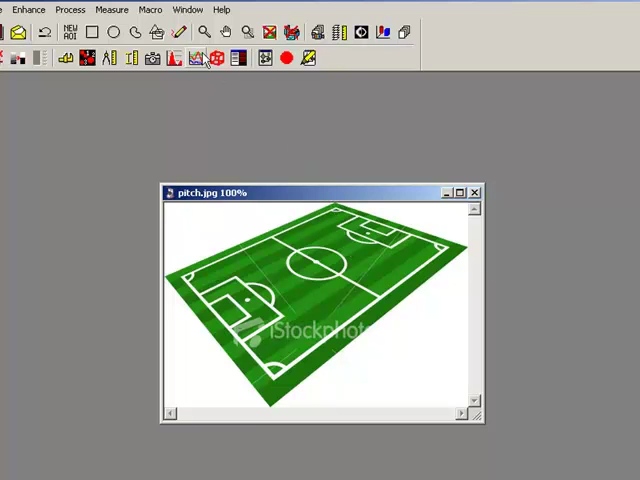 Enhance Process Measure Macro Window Help
NEW
AOI
pitch.jpg 100%
iStockphoto